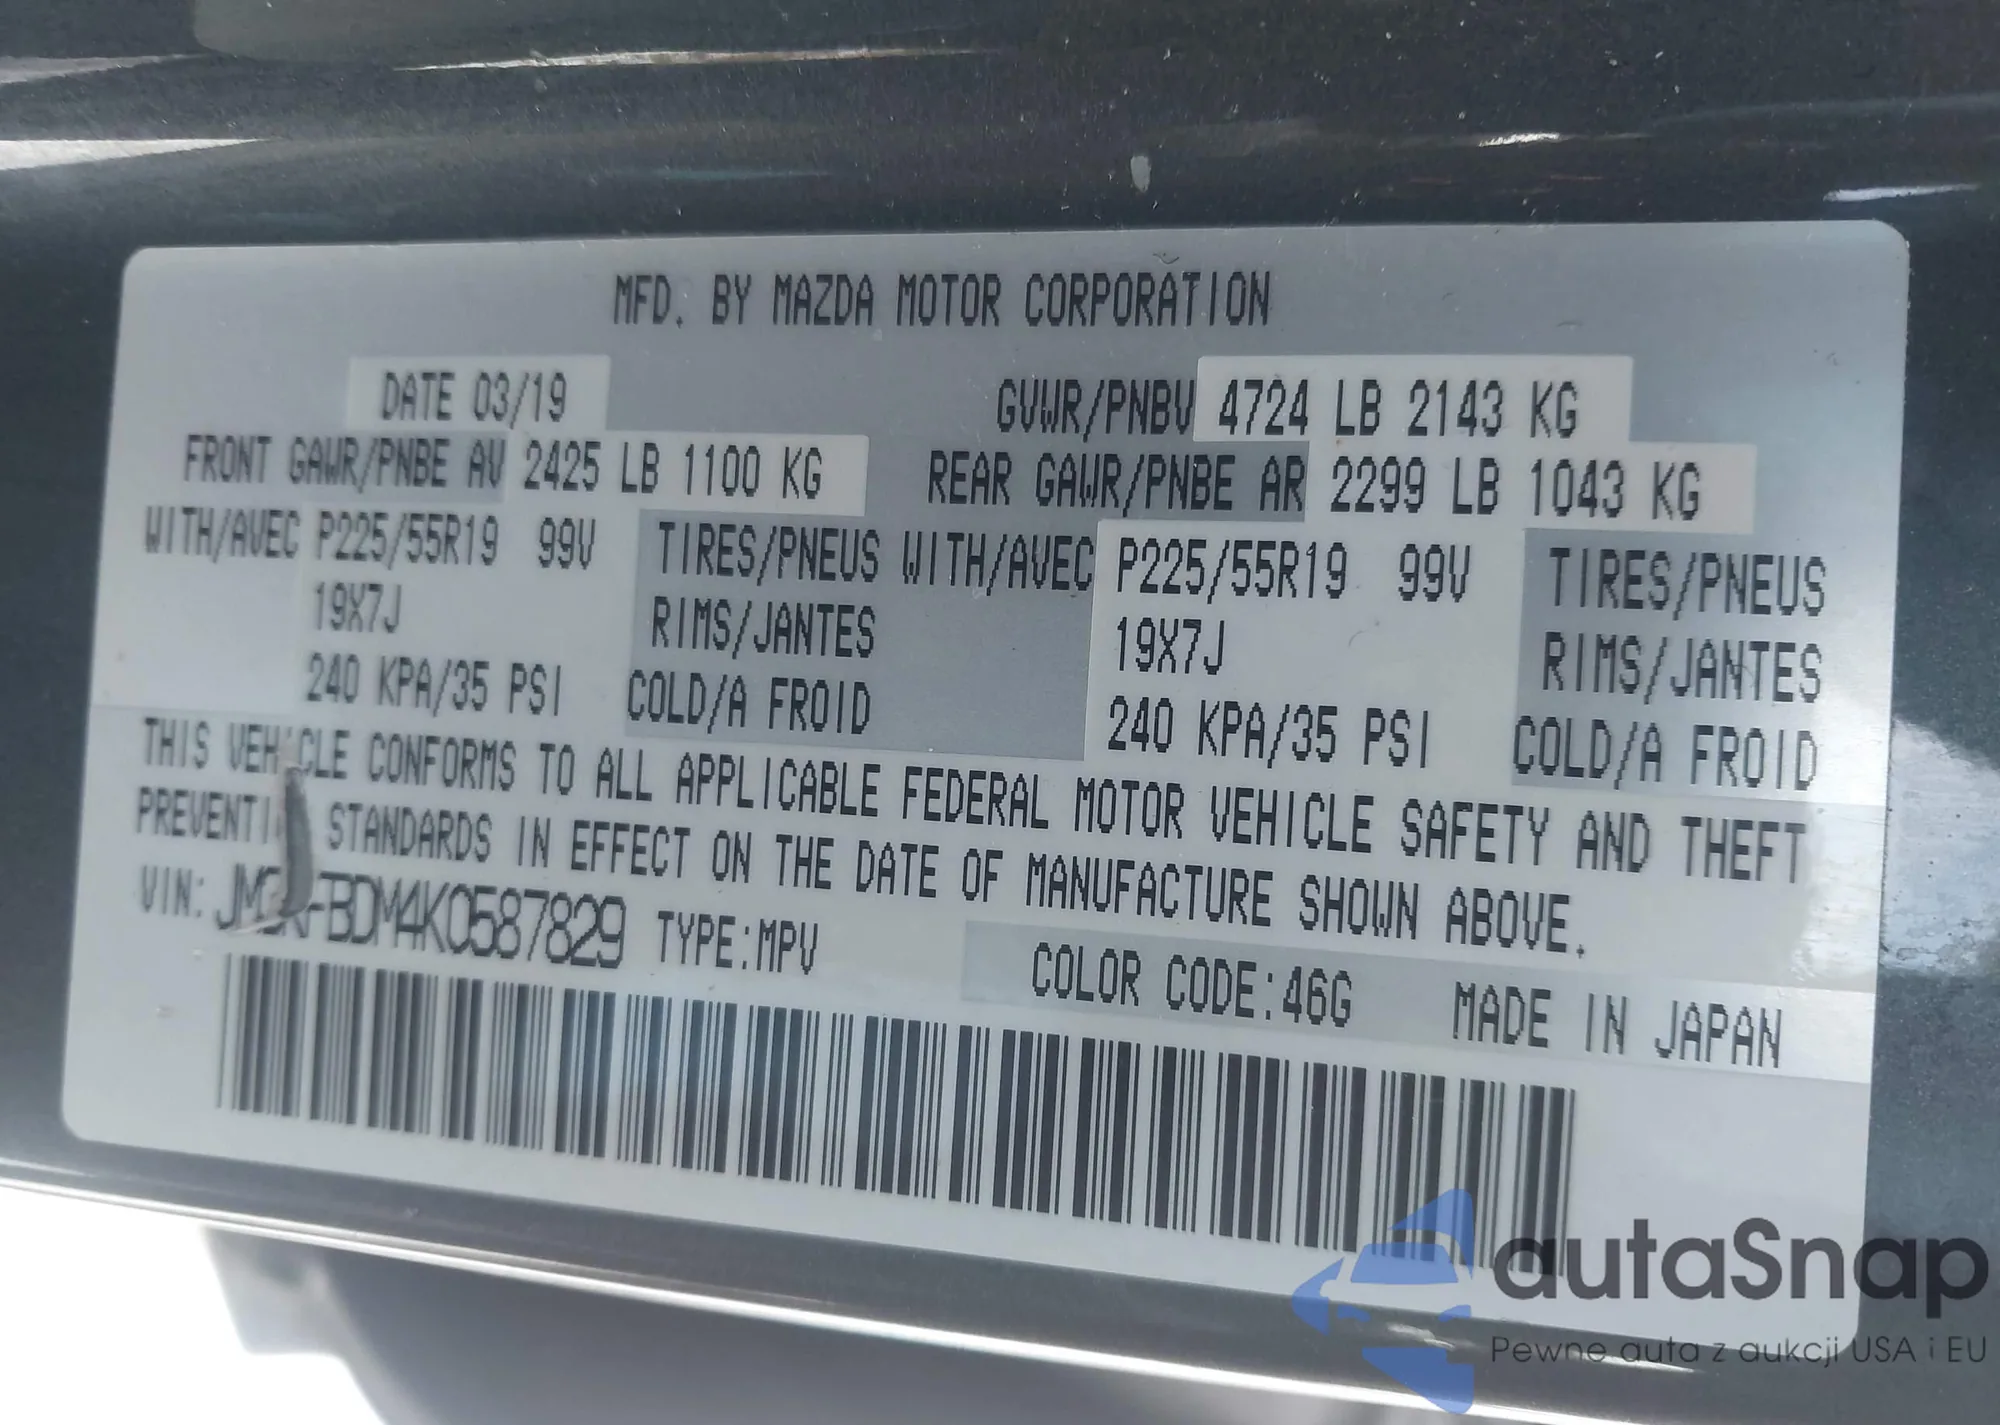 MFD. BY MAZDA MOTOR CORPORATION
DATE 03/19 GVWR/PNBV 4724 LB 2143 KG
FRONT GAWR/PNBE AV 2425 LB 1100 KG REAR GAWR/PNBE AR 2299 LB 1043 KG
WITH/AVEC P225/55R19 99V TIRES/PNEUS WITH/AVEC P225/55R19 99V TIRES/PNEUS
19X7J RIMS/JANTES 19X7J RIMS/JANTES
240 KPA/35 PSI COLD/A FROID 240 KPA/35 PSI COLD/A FROID
THIS VEHICLE CONFORMS TO ALL APPLICABLE FEDERAL MOTOR VEHICLE SAFETY AND THEFT
STANDARDS IN EFFECT ON THE DATE OF MANUFACTURE SHOWN ABOVE.
VIN: TYPE:MPV COLOR CODE:46G MADE IN JAPAN
autaSnap
Pewne auta z aukcji USA i EU